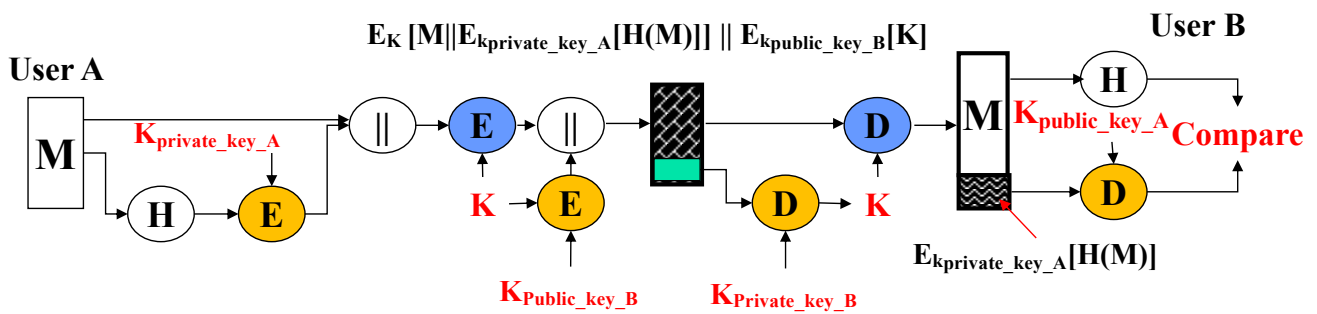 E_K [M||E_kprivate_key_A[H(M)]] || E_kpublic_key_B[K]
User B
User A
M
K_private_key_A
H
E
||
E
||
K
E
K_Public_key_B
D
K_Private_key_B
D
K
M
H
K_public_key_A
Compare
D
E_kprivate_key_A[H(M)]